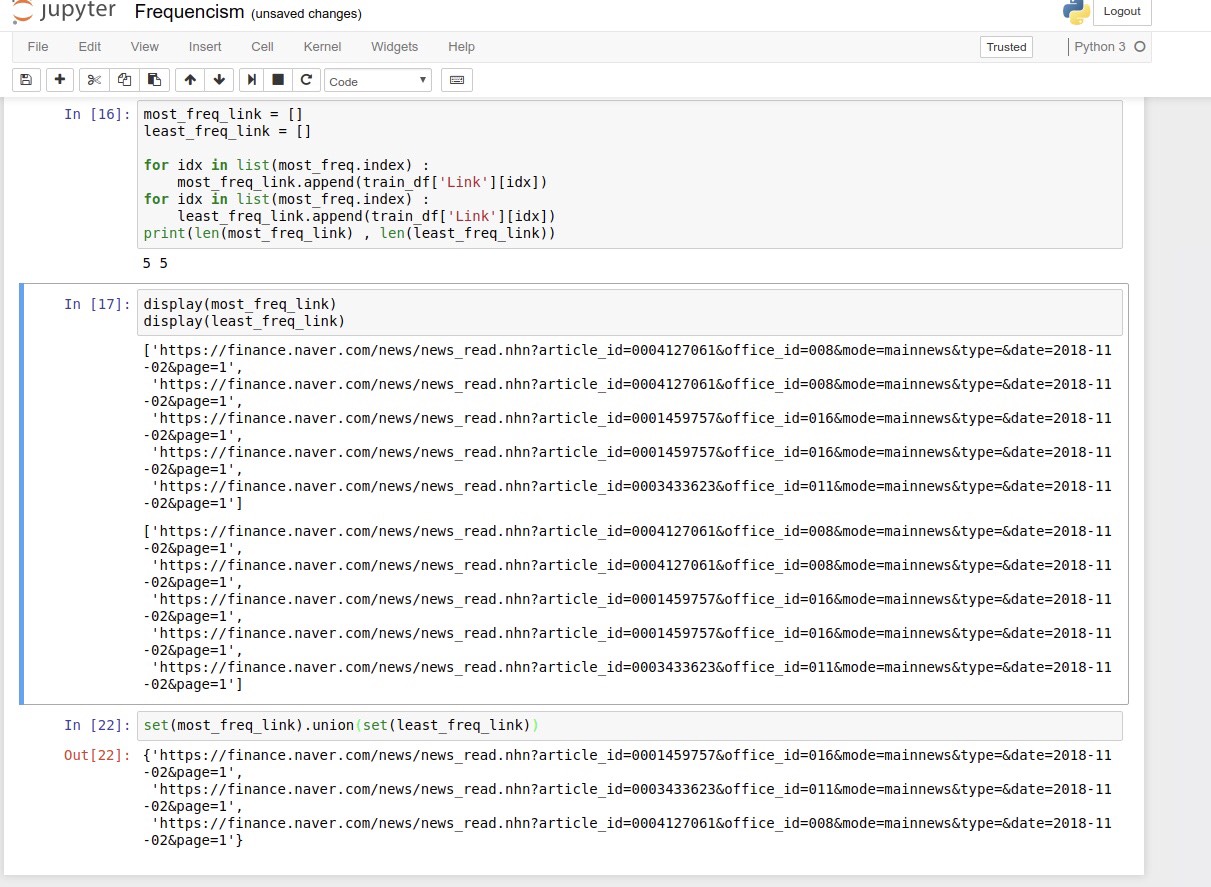 jupyter Frequencism (unsaved changes) Logout
File Edit View Insert Cell Kernel Widgets Help Trusted Python 3
Code
In [16]: most_freq_link = []
least_freq_link = []
for idx in list(most_freq.index) :
most_freq_link.append(train_df['Link'][idx])
for idx in list(most_freq.index) :
least_freq_link.append(train_df['Link'][idx])
print(len(most_freq_link) , len(least_freq_link))
5 5
In [17]: display(most_freq_link)
display(least_freq_link)
['https://finance.naver.com/news/news_read.nhn?article_id=0004127061&office_id=008&mode=mainnews&type=&date=2018-11
-02&page=1',
'https://finance.naver.com/news/news_read.nhn?article_id=0004127061&office_id=008&mode=mainnews&type=&date=2018-11
-02&page=1',
'https://finance.naver.com/news/news_read.nhn?article_id=0001459757&office_id=016&mode=mainnews&type=&date=2018-11
-02&page=1',
'https://finance.naver.com/news/news_read.nhn?article_id=0001459757&office_id=016&mode=mainnews&type=&date=2018-11
-02&page=1',
'https://finance.naver.com/news/news_read.nhn?article_id=0003433623&office_id=011&mode=mainnews&type=&date=2018-11
-02&page=1']
['https://finance.naver.com/news/news_read.nhn?article_id=0004127061&office_id=008&mode=mainnews&type=&date=2018-11
-02&page=1',
'https://finance.naver.com/news/news_read.nhn?article_id=0004127061&office_id=008&mode=mainnews&type=&date=2018-11
-02&page=1',
'https://finance.naver.com/news/news_read.nhn?article_id=0001459757&office_id=016&mode=mainnews&type=&date=2018-11
-02&page=1',
'https://finance.naver.com/news/news_read.nhn?article_id=0001459757&office_id=016&mode=mainnews&type=&date=2018-11
-02&page=1',
'https://finance.naver.com/news/news_read.nhn?article_id=0003433623&office_id=011&mode=mainnews&type=&date=2018-11
-02&page=1']
In [22]: set(most_freq_link).union(set(least_freq_link))
Out[22]: {'https://finance.naver.com/news/news_read.nhn?article_id=0001459757&office_id=016&mode=mainnews&type=&date=2018-11
-02&page=1',
'https://finance.naver.com/news/news_read.nhn?article_id=0003433623&office_id=011&mode=mainnews&type=&date=2018-11
-02&page=1',
'https://finance.naver.com/news/news_read.nhn?article_id=0004127061&office_id=008&mode=mainnews&type=&date=2018-11
-02&page=1'}